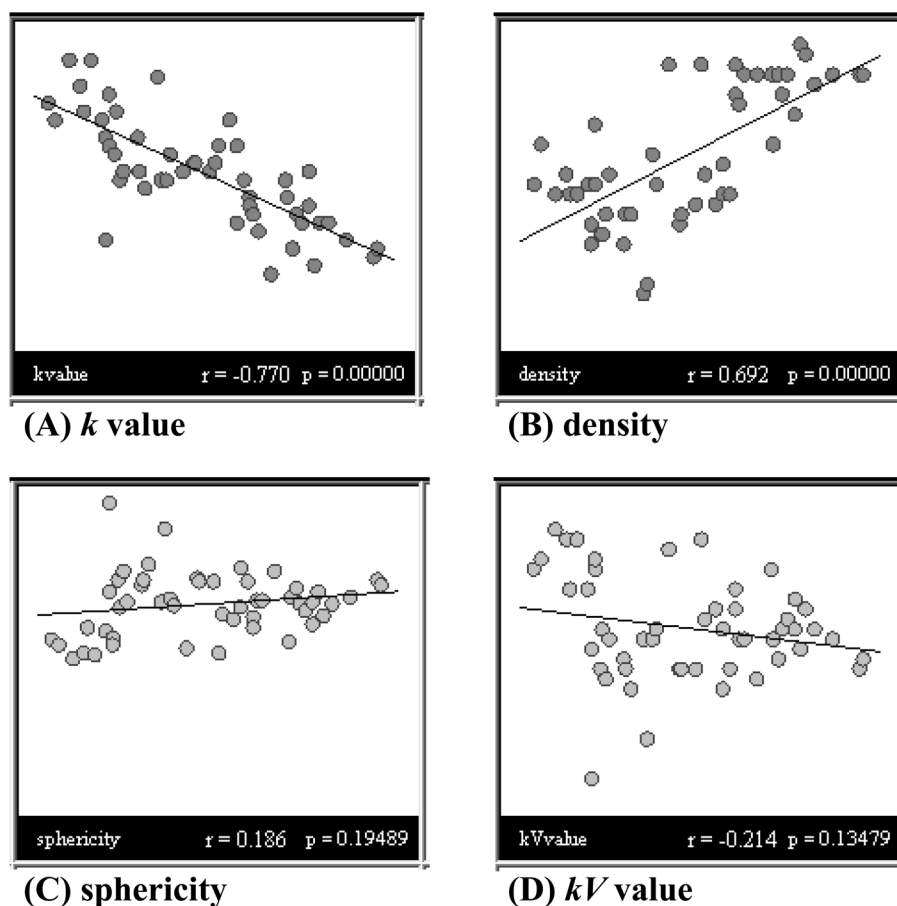 kvalue r = -0.770 p = 0.00000
(A) k value
density r = 0.692 p = 0.00000
(B) density
sphericity r = 0.186 p = 0.19489
(C) sphericity
kVvalue r = -0.214 p = 0.13479
(D) kV value